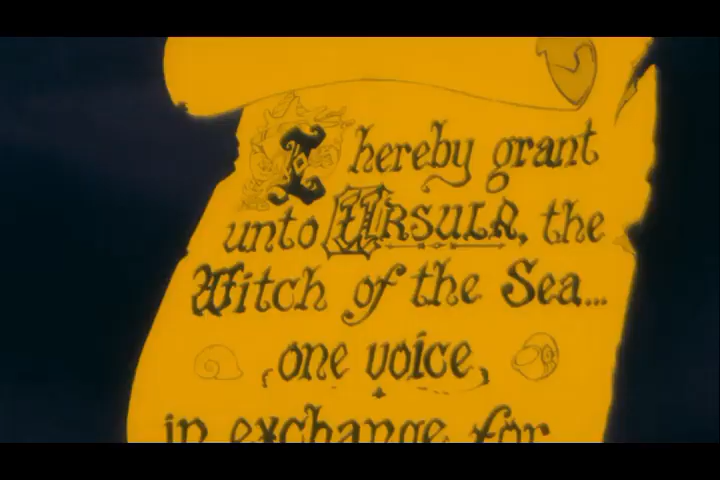 I hereby grant
unto URSULA, the
Witch of the Sea...
one voice,
in exchange for